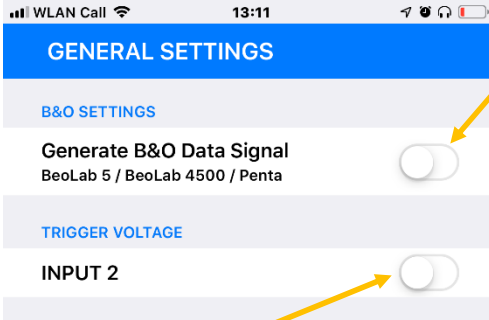 WLAN Call 13:11
GENERAL SETTINGS
B&O SETTINGS
Generate B&O Data Signal
BeoLab 5 / BeoLab 4500 / Penta
TRIGGER VOLTAGE
INPUT 2